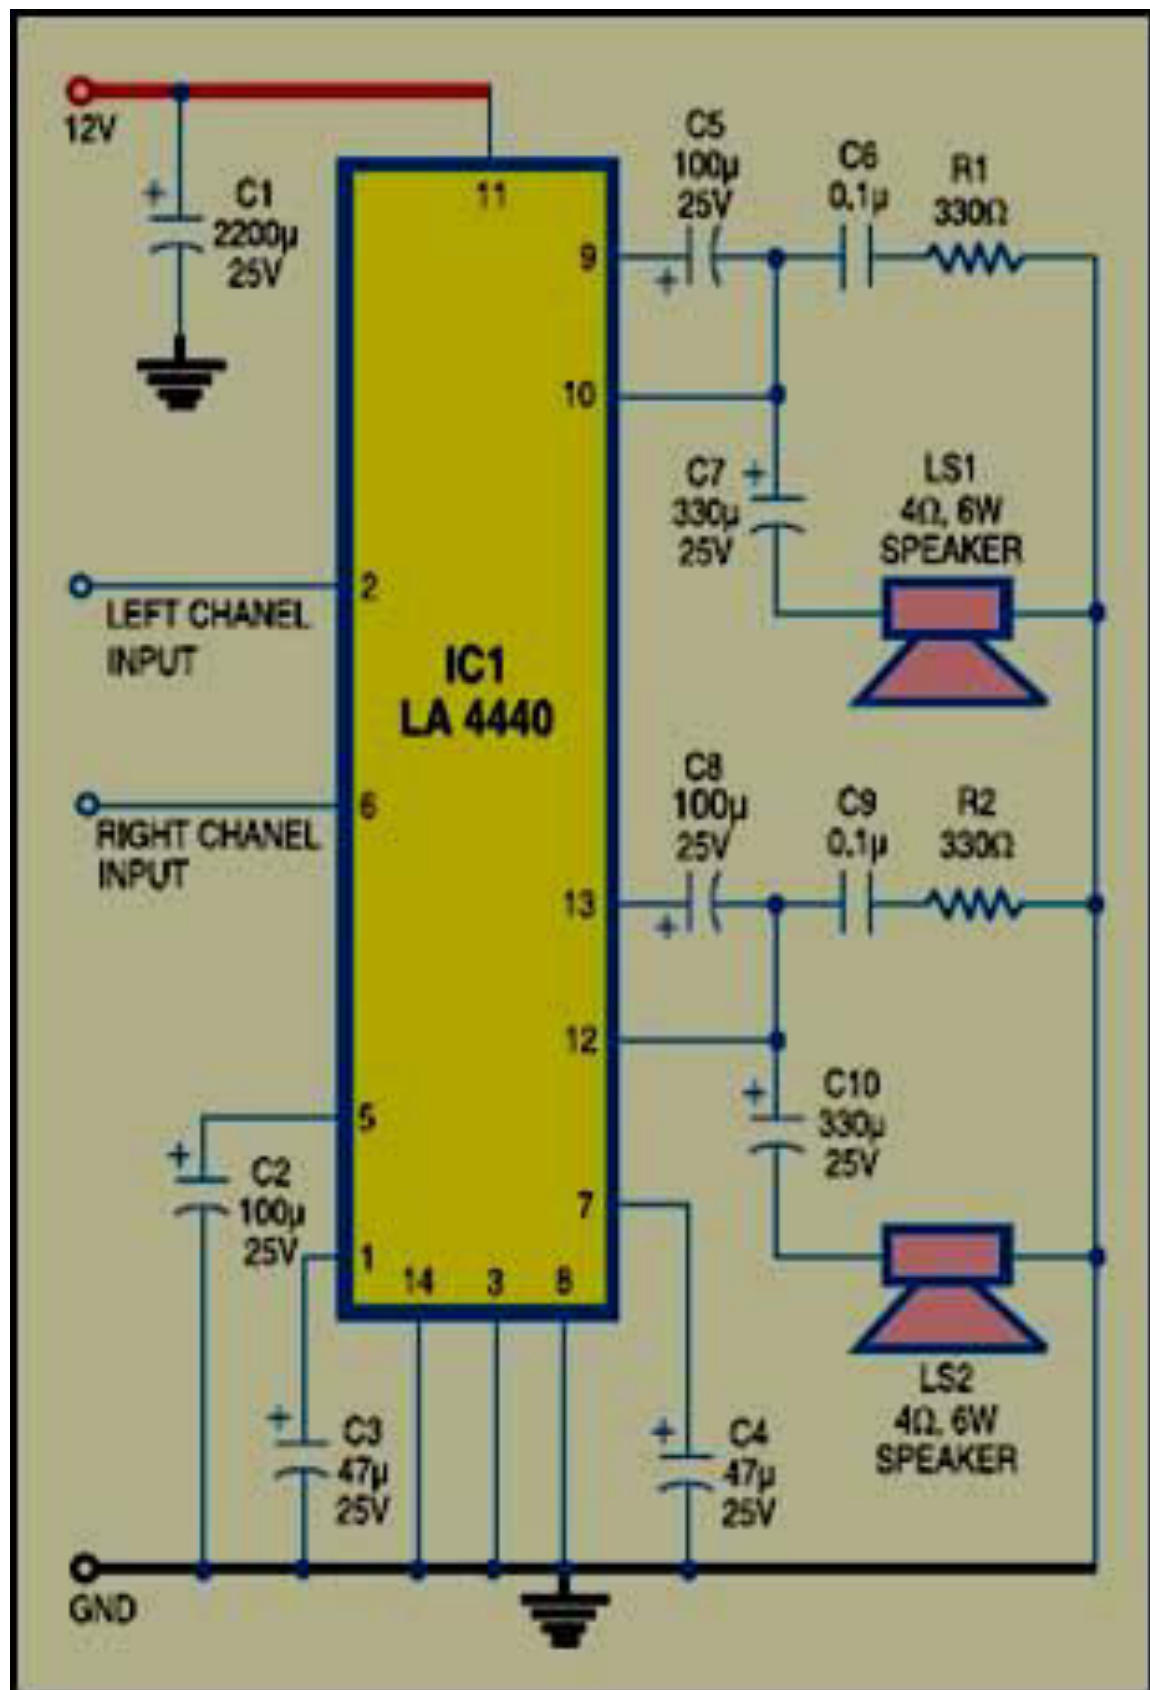 12V
C1
2200µ
25V
11
C5
100µ
25V
C6
0.1µ
R1
330Ω
9
10
C7
330µ
25V
LS1
4Ω, 6W
SPEAKER
2
LEFT CHANEL
INPUT
IC1
LA 4440
6
RIGHT CHANEL
INPUT
C8
100µ
25V
C9
0.1µ
R2
330Ω
13
12
C10
330µ
25V
5
C2
100µ
25V
7
1
14 3 8
LS2
4Ω, 6W
SPEAKER
C3
47µ
25V
C4
47µ
25V
GND